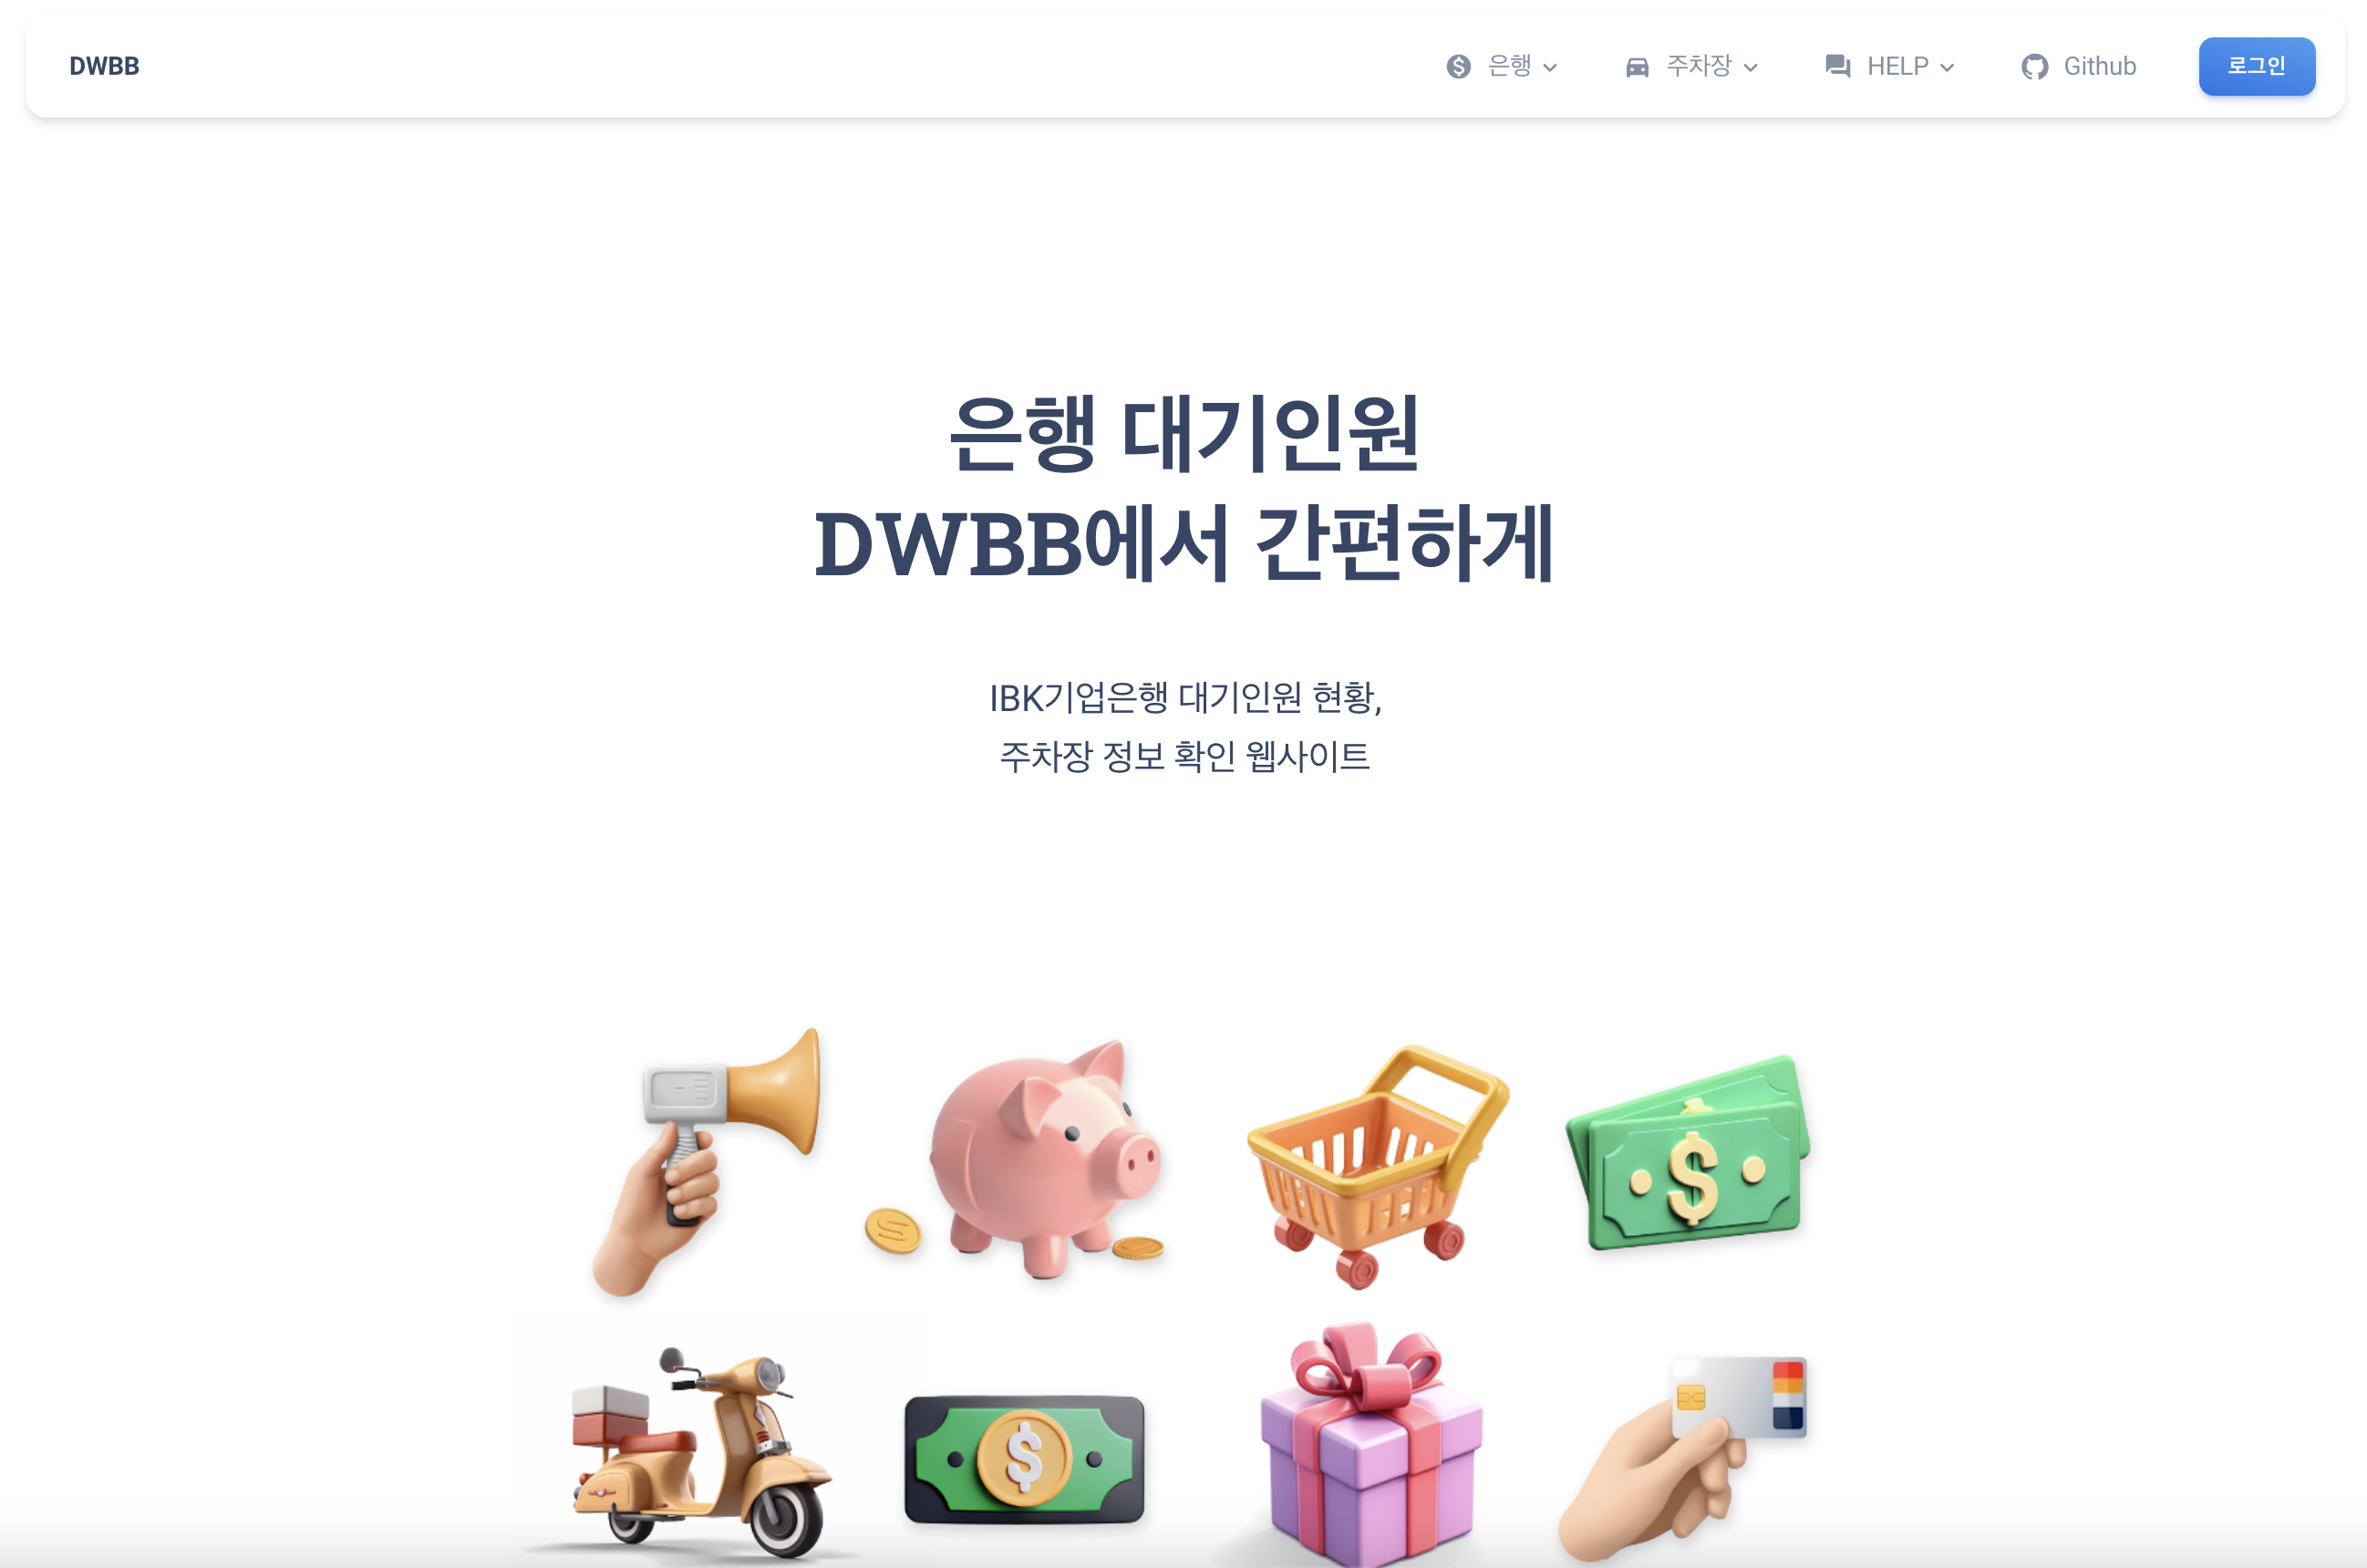 DWBB
은행
주차장
HELP
Github
로그인
은행 대기인원
DWBB에서 간편하게
IBK기업은행 대기인원 현황,
주차장 정보 확인 웹사이트